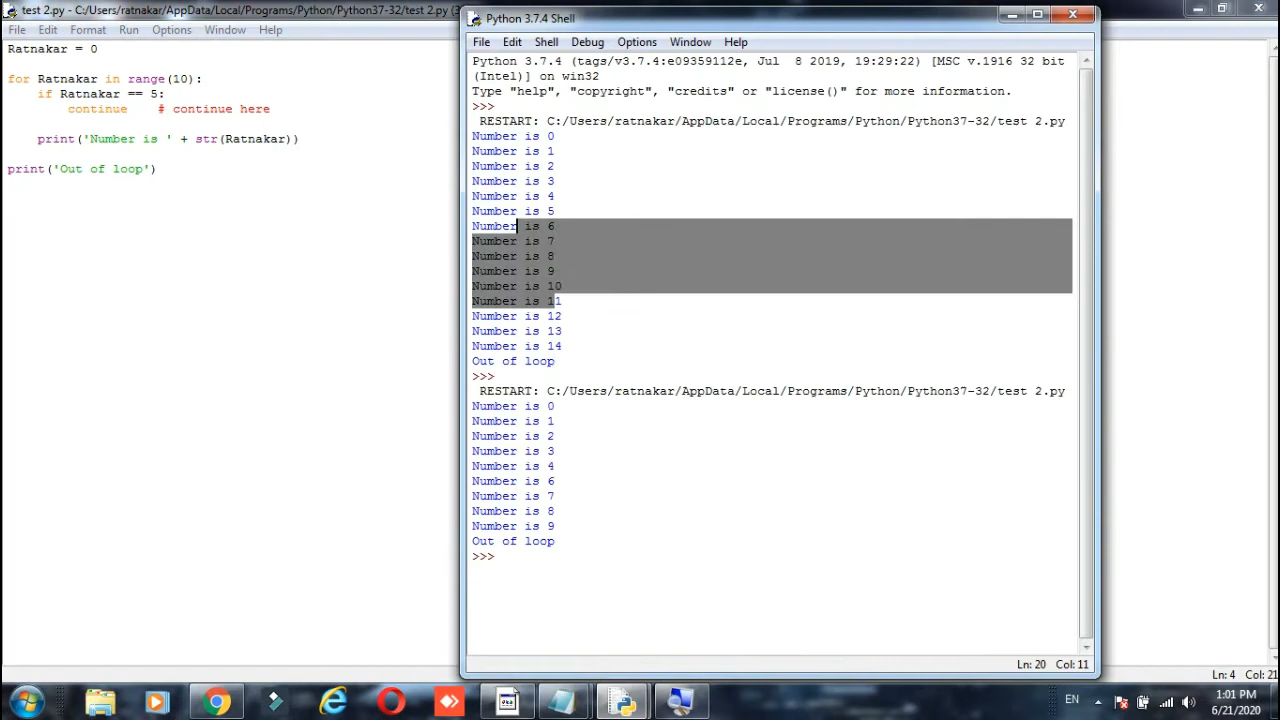 test 2.py - C:/Users/ratnakar/AppData/Local/Programs/Python/Python37-32/test 2.py (3
File Edit Format Run Options Window Help
Ratnakar = 0
for Ratnakar in range(10):
    if Ratnakar == 5:
        continue    # continue here
    print('Number is ' + str(Ratnakar))
print('Out of loop')
Ln: 4 Col: 21
Python 3.7.4 Shell
File Edit Shell Debug Options Window Help
Python 3.7.4 (tags/v3.7.4:e09359112e, Jul  8 2019, 19:29:22) [MSC v.1916 32 bit
(Intel)] on win32
Type "help", "copyright", "credits" or "license()" for more information.
>>>
 RESTART: C:/Users/ratnakar/AppData/Local/Programs/Python/Python37-32/test 2.py
Number is 0
Number is 1
Number is 2
Number is 3
Number is 4
Number is 5
Number is 6
Number is 7
Number is 8
Number is 9
Number is 10
Number is 11
Number is 12
Number is 13
Number is 14
Out of loop
>>>
 RESTART: C:/Users/ratnakar/AppData/Local/Programs/Python/Python37-32/test 2.py
Number is 0
Number is 1
Number is 2
Number is 3
Number is 4
Number is 6
Number is 7
Number is 8
Number is 9
Out of loop
>>>
Ln: 20 Col: 11
EN
1:01 PM
6/21/2020